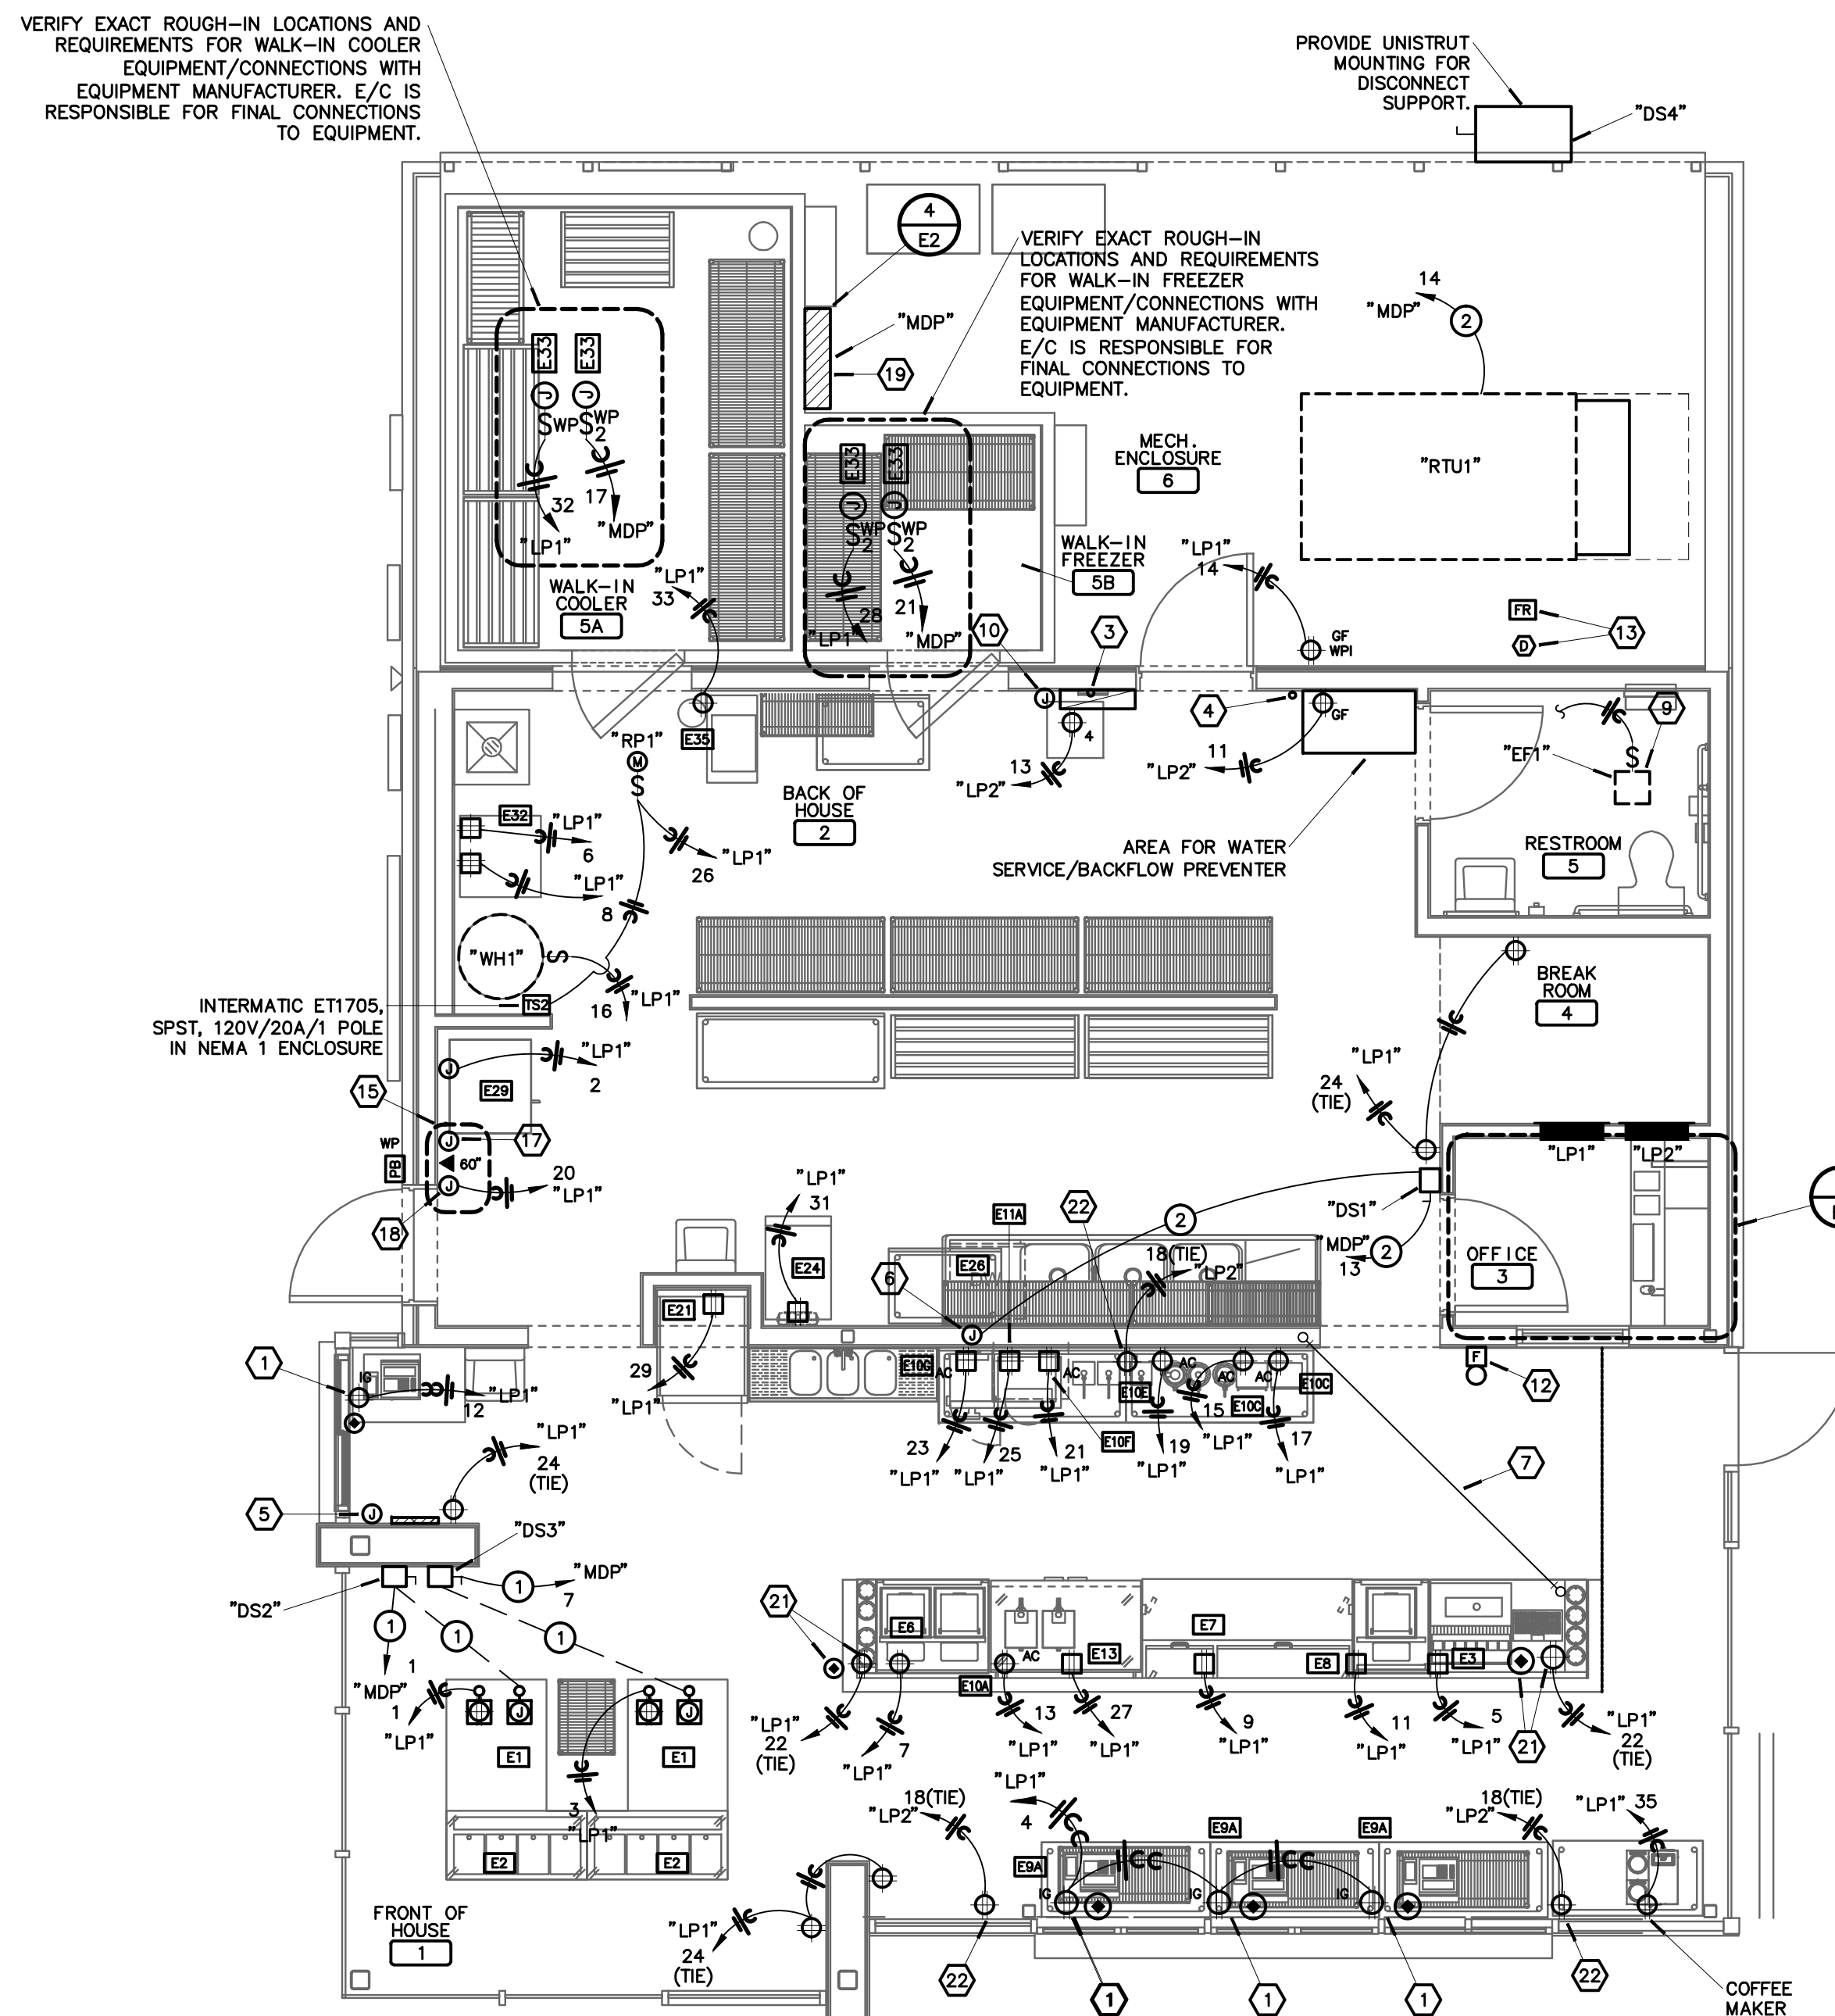 VERIFY EXACT ROUGH-IN LOCATIONS AND
REQUIREMENTS FOR WALK-IN COOLER
EQUIPMENT/CONNECTIONS WITH
EQUIPMENT MANUFACTURER. E/C IS
RESPONSIBLE FOR FINAL CONNECTIONS
TO EQUIPMENT.
PROVIDE UNISTRUT
MOUNTING FOR
DISCONNECT
SUPPORT.
"DS4"
4
E2
VERIFY EXACT ROUGH-IN
LOCATIONS AND REQUIREMENTS
FOR WALK-IN FREEZER
EQUIPMENT/CONNECTIONS WITH
EQUIPMENT MANUFACTURER.
E/C IS RESPONSIBLE FOR
FINAL CONNECTIONS TO
EQUIPMENT.
14
"MDP"
2
"MDP"
19
E33
E33
J
J
S WP
S WP
2
32
17
"LP1"
"MDP"
E33
E33
J
J
S WP
2
S WP
2
28
21
"LP1"
"MDP"
MECH.
ENCLOSURE
6
"RTU1"
WALK-IN
FREEZER
5B
WALK-IN
COOLER
5A
"LP1"
33
"LP1"
14
FR
D
13
GF
WPI
10
3
J
4
GF
9
"EF1"
S
E35
"RP1"
M
S
4
13
"LP2"
11
"LP2"
BACK OF
HOUSE
2
E32
"LP1"
6
"LP1"
8
"LP1"
26
AREA FOR WATER
SERVICE/BACKFLOW PREVENTER
RESTROOM
5
"WH1"
S
TS2
"LP1"
16
INTERMATIC ET1705,
SPST, 120V/20A/1 POLE
IN NEMA 1 ENCLOSURE
BREAK
ROOM
4
"LP1"
2
J
E29
15
17
J
WP
PB
60"
J
20
"LP1"
18
"LP1"
24
(TIE)
"LP1"
"LP2"
"DS1"
"MDP"
13
2
OFFICE
3
"LP1"
31
E11A
22
2
E24
E26
18(TIE)
"LP2"
6
J
E21
29
"LP1"
E10G
AC
AC
AC
AC
AC
E10E
E10C
E10C
E10F
F
12
1
IG
12
"LP1"
23
"LP1"
25
"LP1"
21
"LP1"
19
"LP1"
15
"LP1"
17
"LP1"
"LP1"
24
(TIE)
7
5
J
"DS3"
"DS2"
1
"MDP"
7
1
1
1
"MDP"
1
1
"LP1"
J
J
E1
E1
3
"LP1"
E2
E2
21
E6
AC
E13
E10A
E7
E8
E3
"LP1"
22
(TIE)
7
"LP1"
13
"LP1"
27
"LP1"
9
"LP1"
11
"LP1"
5
"LP1"
21
"LP1"
22
(TIE)
18(TIE)
"LP2"
"LP1"
4
18(TIE)
"LP2"
"LP1"
35
E9A
E9A
E9A
IG
IG
IG
FRONT OF
HOUSE
1
"LP1"
24
(TIE)
22
1
1
1
22
COFFEE
MAKER